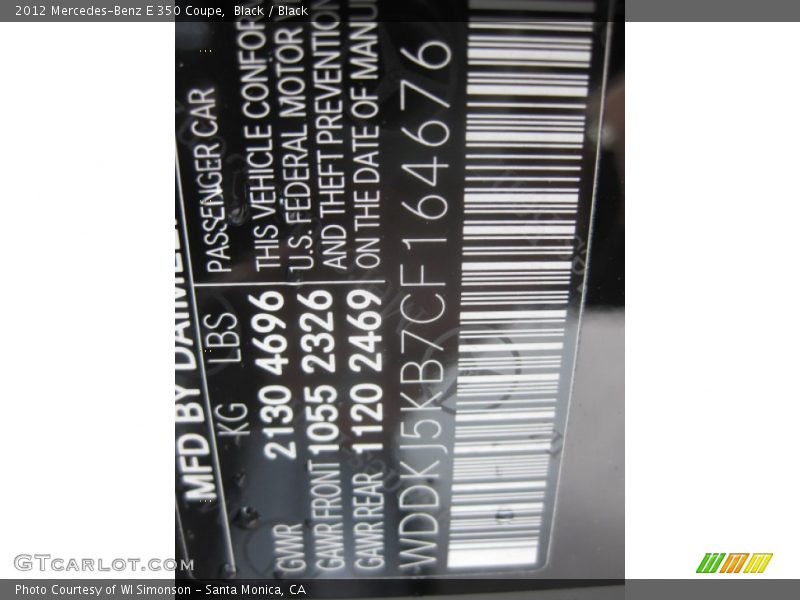 2012 Mercedes-Benz E 350 Coupe, Black / Black
MFD BY DAIMLE
KG LBS PASSENGER CAR
GVWR 2130 4696 THIS VEHICLE CONFOR
GAWR FRONT 1055 2326 U.S. FEDERAL MOTOR
AND THEFT PREVENTION
GAWR REAR 1120 2469 ON THE DATE OF MANU
WDDKJ5KB7CF164676
GTCARLOT.COM
Photo Courtesy of WI Simonson - Santa Monica, CA